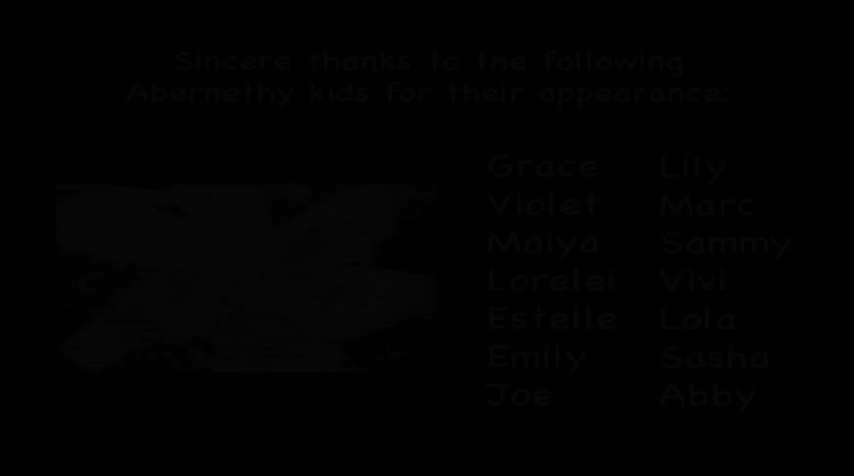 Sincere thanks to the following
Abernethy kids for their appearance:
Grace Lily
Violet Marc
Maiya Sammy
Lorelei Vivi
Estelle Lola
Emily Sasha
Joe Abby